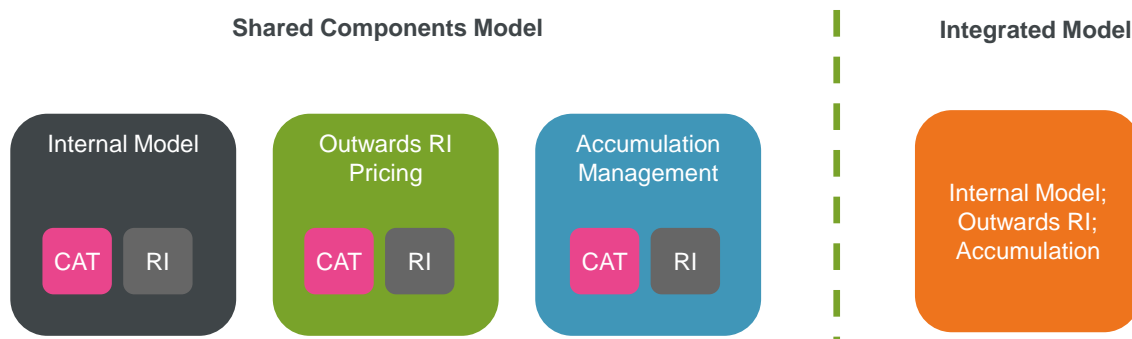 Shared Components Model
Integrated Model
Internal Model
CAT
RI
Outwards RI
Pricing
CAT
RI
Accumulation
Management
CAT
RI
Internal Model;
Outwards RI;
Accumulation